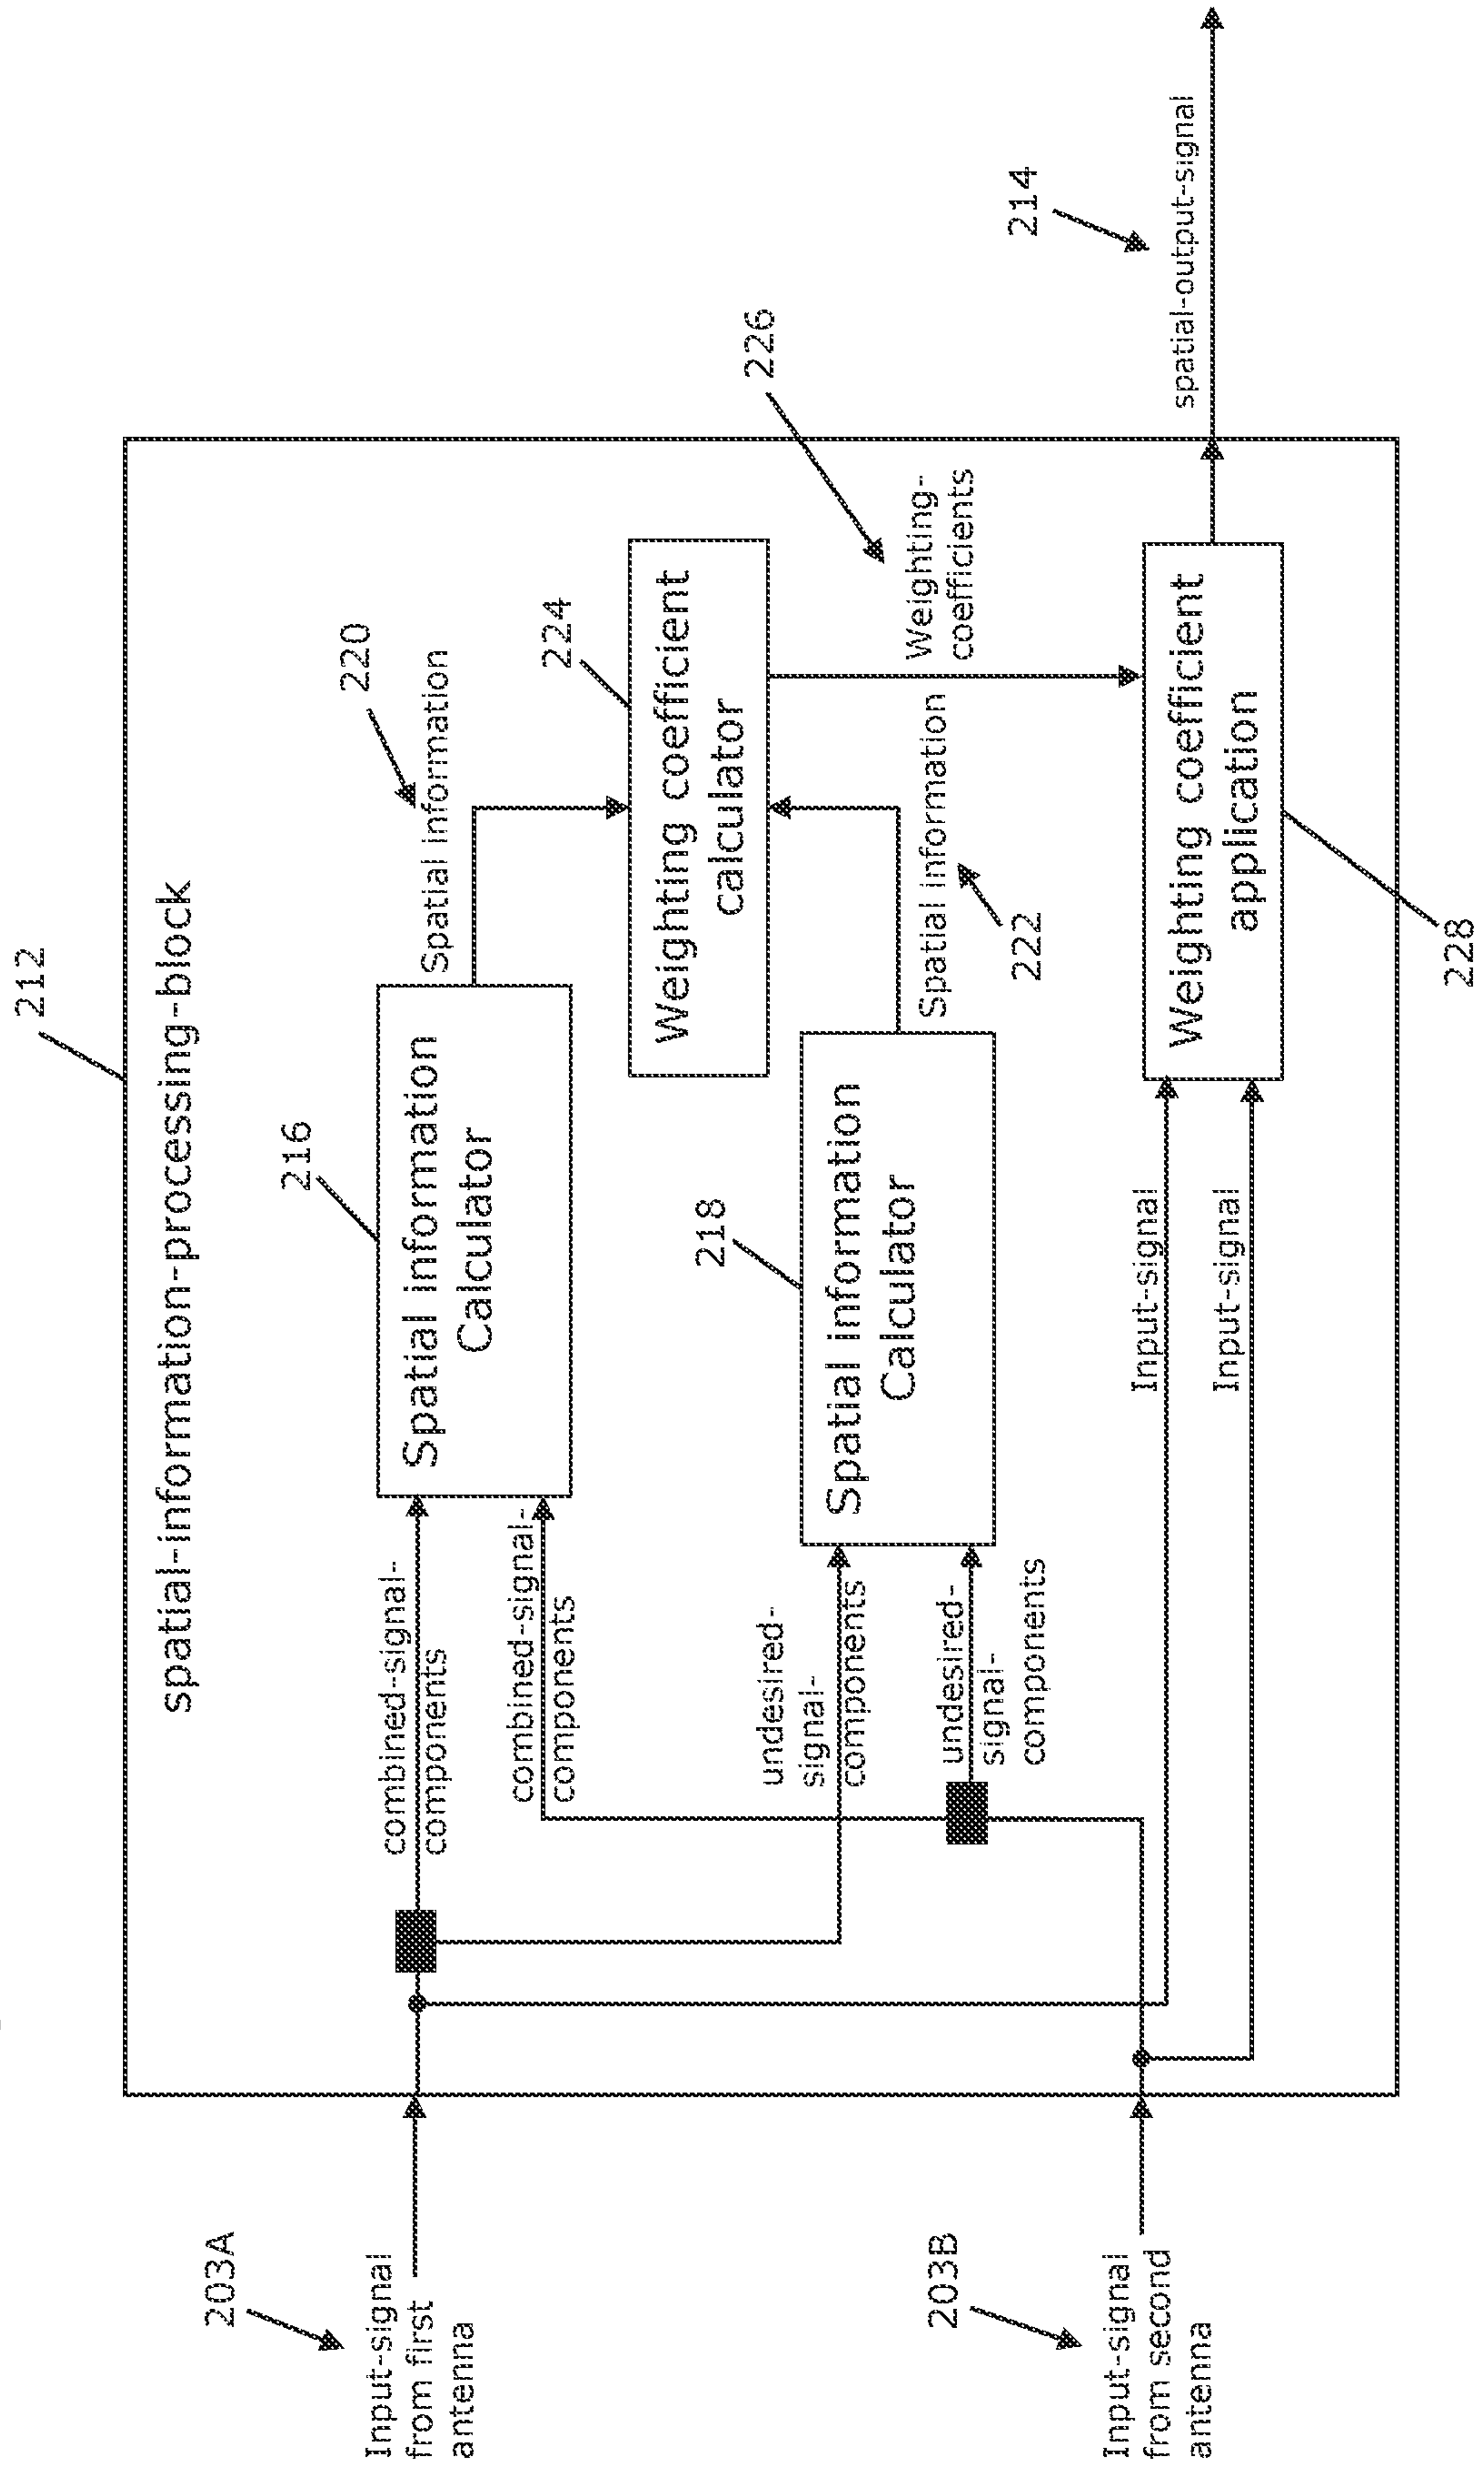 212
spatial-information-processing-block
203A
Input-signal
from first
antenna
combined-signal-
components
combined-signal-
components
216
Spatial information
Calculator
220
Spatial information
224
Weighting coefficient
calculator
undesired-
signal-
components
undesired-
signal-
components
218
Spatial information
Calculator
Spatial information
222
226
Weighting-
coefficients
203B
Input-signal
from second
antenna
Input-signal
Input-signal
Weighting coefficient
application
228
214
spatial-output-signal